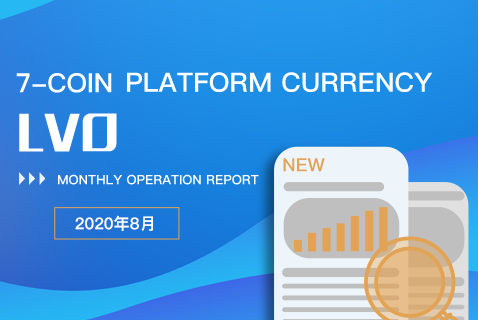 7-COIN PLATFORM CURRENCY
LVO
MONTHLY OPERATION REPORT
2020年8月
NEW